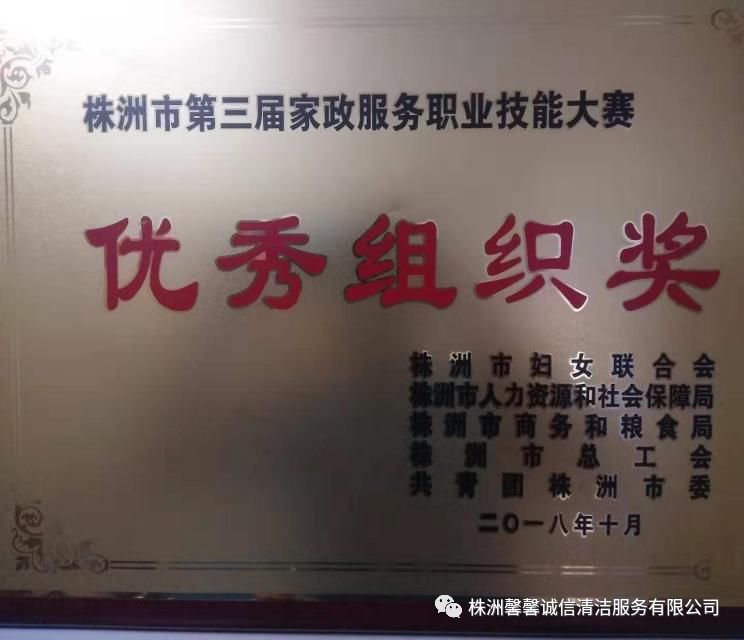 株洲市第三届家政服务职业技能大赛
优秀组织奖
株洲市妇女联合会
株洲市人力资源和社会保障局
株洲市商务和粮食局
株洲市总工会
共青团株洲市委
二〇一八年十月
株洲馨馨诚信清洁服务有限公司